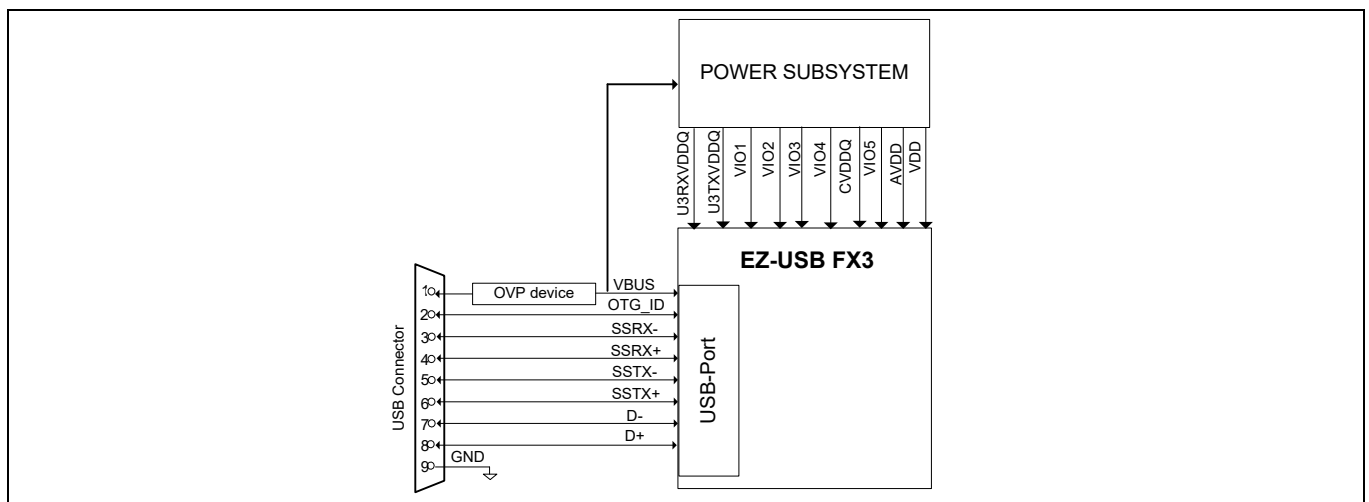 POWER SUBSYSTEM
U3RXVDDQ
U3TXVDDQ
VIO1
VIO2
VIO3
VIO4
CVDDQ
VIO5
AVDD
VDD
EZ-USB FX3
USB-Port
USB Connector
1
OVP device
VBUS
2
OTG_ID
3
SSRX-
4
SSRX+
5
SSTX-
6
SSTX+
7
D-
8
D+
9
GND